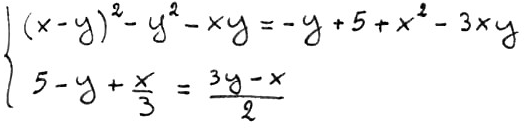 (x-y)² - y² - xy = -y + 5 + x² - 3xy
5 - y + x/3 = (3y - x)/2